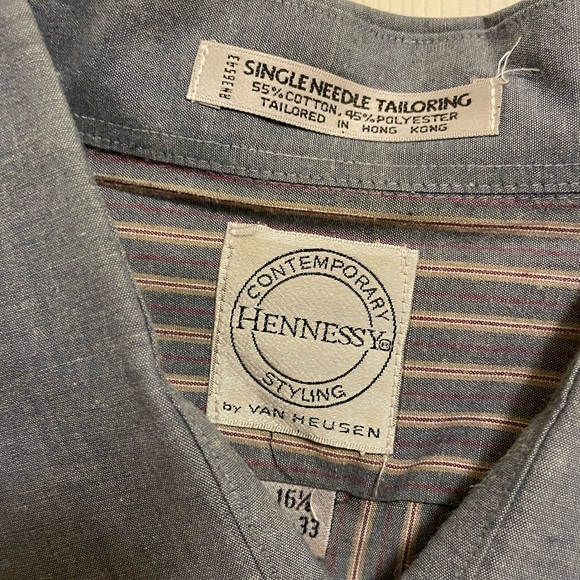 RN36543
SINGLE NEEDLE TAILORING
55% COTTON, 45% POLYESTER
TAILORED IN HONG KONG
CONTEMPORARY
HENNESSY®
STYLING
by VAN HEUSEN
16½
33